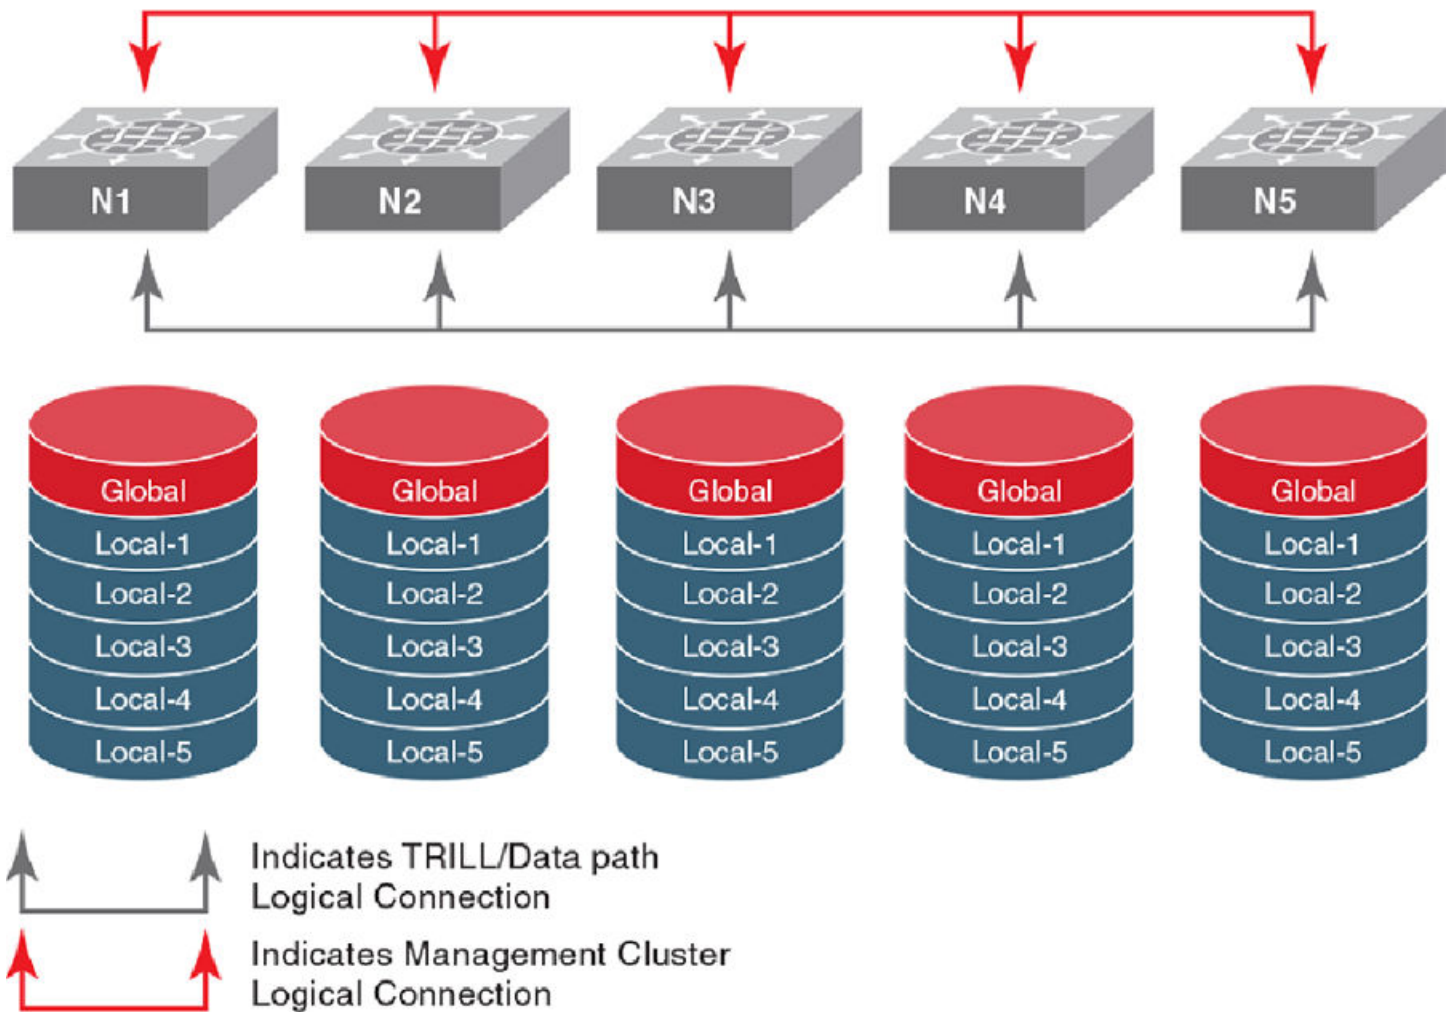 N1 N2 N3 N4 N5
Global Global Global Global Global
Local-1 Local-1 Local-1 Local-1 Local-1
Local-2 Local-2 Local-2 Local-2 Local-2
Local-3 Local-3 Local-3 Local-3 Local-3
Local-4 Local-4 Local-4 Local-4 Local-4
Local-5 Local-5 Local-5 Local-5 Local-5
Indicates TRILL/Data path
Logical Connection
Indicates Management Cluster
Logical Connection